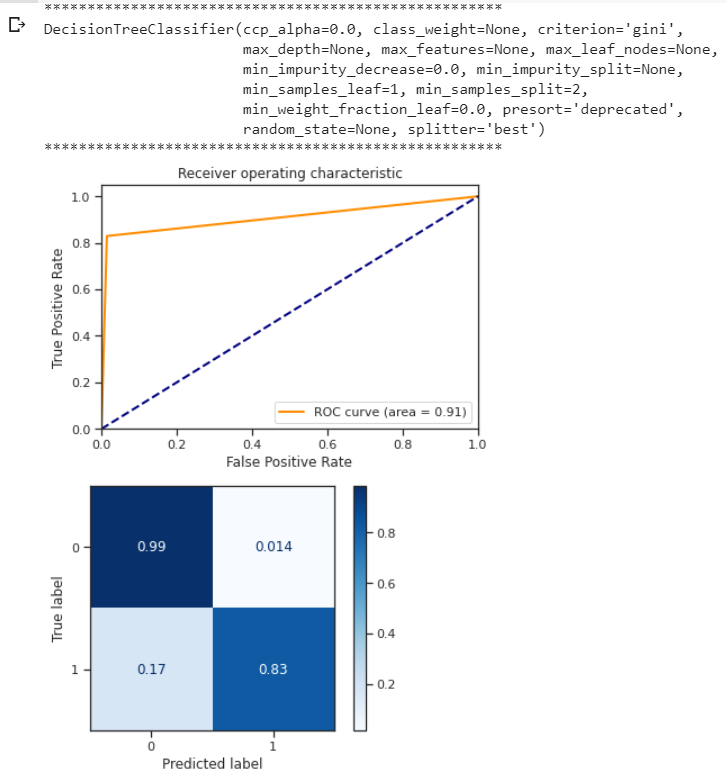 *****************************************************
DecisionTreeClassifier(ccp_alpha=0.0, class_weight=None, criterion='gini',
max_depth=None, max_features=None, max_leaf_nodes=None,
min_impurity_decrease=0.0, min_impurity_split=None,
min_samples_leaf=1, min_samples_split=2,
min_weight_fraction_leaf=0.0, presort='deprecated',
random_state=None, splitter='best')
*****************************************************
Receiver operating characteristic
True Positive Rate
1.0
0.8
0.6
0.4
0.2
0.0
ROC curve (area = 0.91)
0.0 0.2 0.4 0.6 0.8 1.0
False Positive Rate
True label
0
1
0.99 0.014
0.17 0.83
0 1
Predicted label
0.8
0.6
0.4
0.2